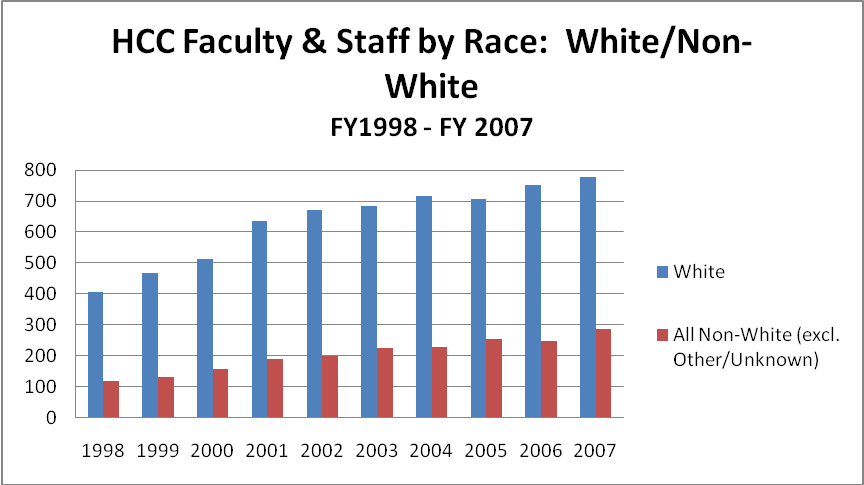 HCC Faculty & Staff by Race:  White/Non-
White
FY1998 - FY 2007
800
700
600
500
400
300
200
100
0
1998 1999 2000 2001 2002 2003 2004 2005 2006 2007
White
All Non-White (excl.
Other/Unknown)